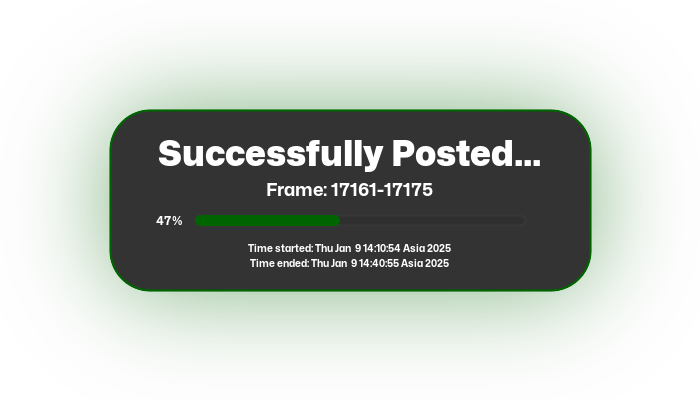 Successfully Posted...
Frame: 17161-17175
47%
Time started: Thu Jan  9 14:10:54 Asia 2025
Time ended: Thu Jan  9 14:40:55 Asia 2025